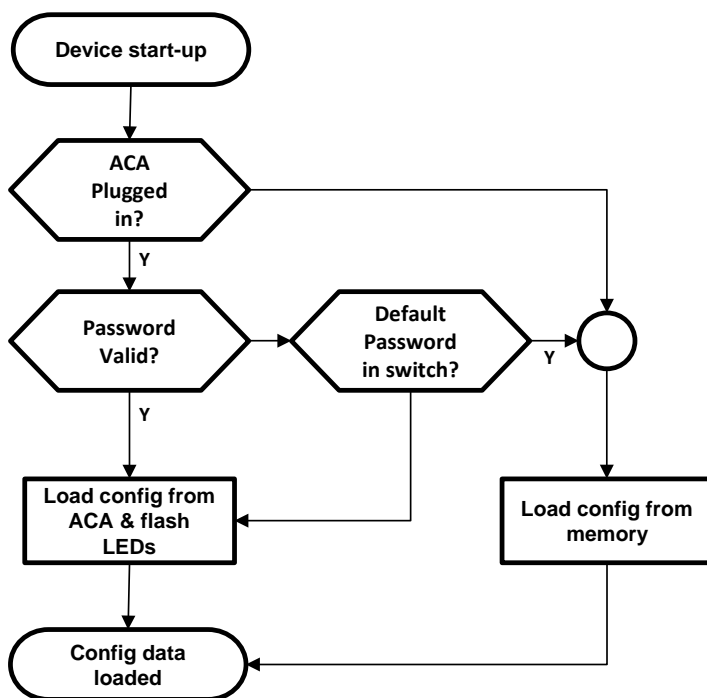 Device start-up
ACA
Plugged
in?
Y
Password
Valid?
Default
Password
in switch?
Y
Y
Load config from
ACA & flash
LEDs
Load config from
memory
Config data
loaded